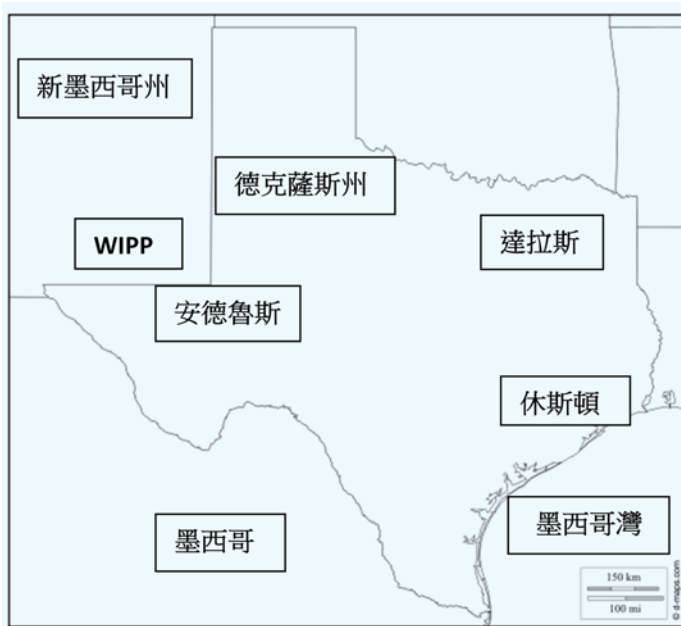 新墨西哥州
德克薩斯州
WIPP
達拉斯
安德魯斯
休斯頓
墨西哥
墨西哥灣
150 km
100 mi
© d-maps.com